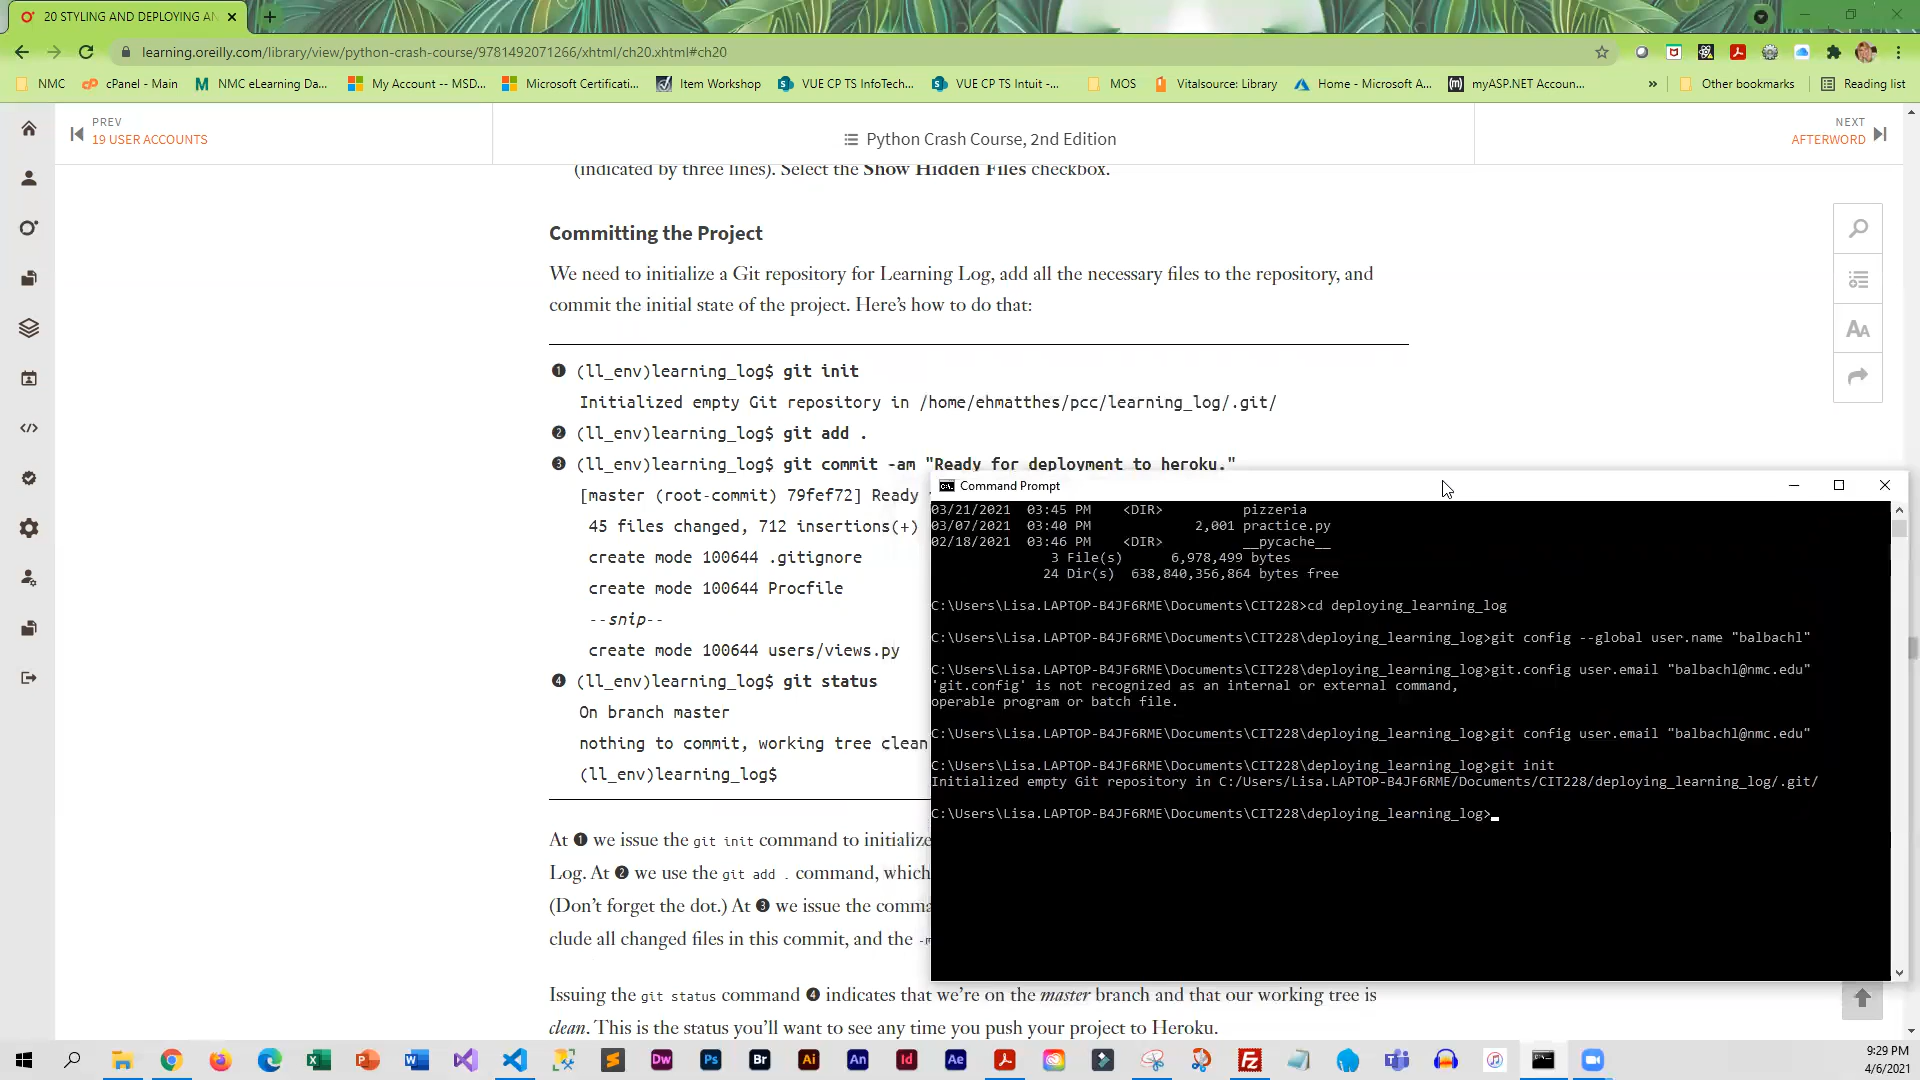 20 STYLING AND DEPLOYING AN
learning.oreilly.com/library/view/python-crash-course/9781492071266/xhtml/ch20.xhtml#ch20
NMC
cPanel - Main
NMC eLearning Da...
My Account -- MSD...
Microsoft Certificati...
Item Workshop
VUE CP TS InfoTech...
VUE CP TS Intuit -...
MOS
Vitalsource: Library
Home - Microsoft A...
myASP.NET Accoun...
»
Other bookmarks
Reading list
PREV
19 USER ACCOUNTS
Python Crash Course, 2nd Edition
NEXT
AFTERWORD
(indicated by three lines). Select the Show Hidden Files checkbox.
Committing the Project
We need to initialize a Git repository for Learning Log, add all the necessary files to the repository, and
commit the initial state of the project. Here's how to do that:
❶ (ll_env)learning_log$ git init
Initialized empty Git repository in /home/ehmatthes/pcc/learning_log/.git/
❷ (ll_env)learning_log$ git add .
❸ (ll_env)learning_log$ git commit -am "Ready for deployment to heroku."
[master (root-commit) 79fef72] Ready
45 files changed, 712 insertions(+)
create mode 100644 .gitignore
create mode 100644 Procfile
--snip--
create mode 100644 users/views.py
❹ (ll_env)learning_log$ git status
On branch master
nothing to commit, working tree clean
(ll_env)learning_log$
At ❶ we issue the git init command to initialize
Log. At ❷ we use the git add . command, which
(Don't forget the dot.) At ❸ we issue the comma
clude all changed files in this commit, and the -m
Issuing the git status command ❹ indicates that we're on the master branch and that our working tree is
clean. This is the status you'll want to see any time you push your project to Heroku.
Command Prompt
03/21/2021 03:45 PM <DIR> pizzeria
03/07/2021 03:40 PM 2,001 practice.py
02/18/2021 03:46 PM <DIR> __pycache__
3 File(s) 6,978,499 bytes
24 Dir(s) 638,840,356,864 bytes free
C:\Users\Lisa.LAPTOP-B4JF6RME\Documents\CIT228>cd deploying_learning_log
C:\Users\Lisa.LAPTOP-B4JF6RME\Documents\CIT228\deploying_learning_log>git config --global user.name "balbachl"
C:\Users\Lisa.LAPTOP-B4JF6RME\Documents\CIT228\deploying_learning_log>git.config user.email "balbachl@nmc.edu"
'git.config' is not recognized as an internal or external command,
operable program or batch file.
C:\Users\Lisa.LAPTOP-B4JF6RME\Documents\CIT228\deploying_learning_log>git config user.email "balbachl@nmc.edu"
C:\Users\Lisa.LAPTOP-B4JF6RME\Documents\CIT228\deploying_learning_log>git init
Initialized empty Git repository in C:/Users/Lisa.LAPTOP-B4JF6RME/Documents/CIT228/deploying_learning_log/.git/
C:\Users\Lisa.LAPTOP-B4JF6RME\Documents\CIT228\deploying_learning_log>
9:29 PM
4/6/2021